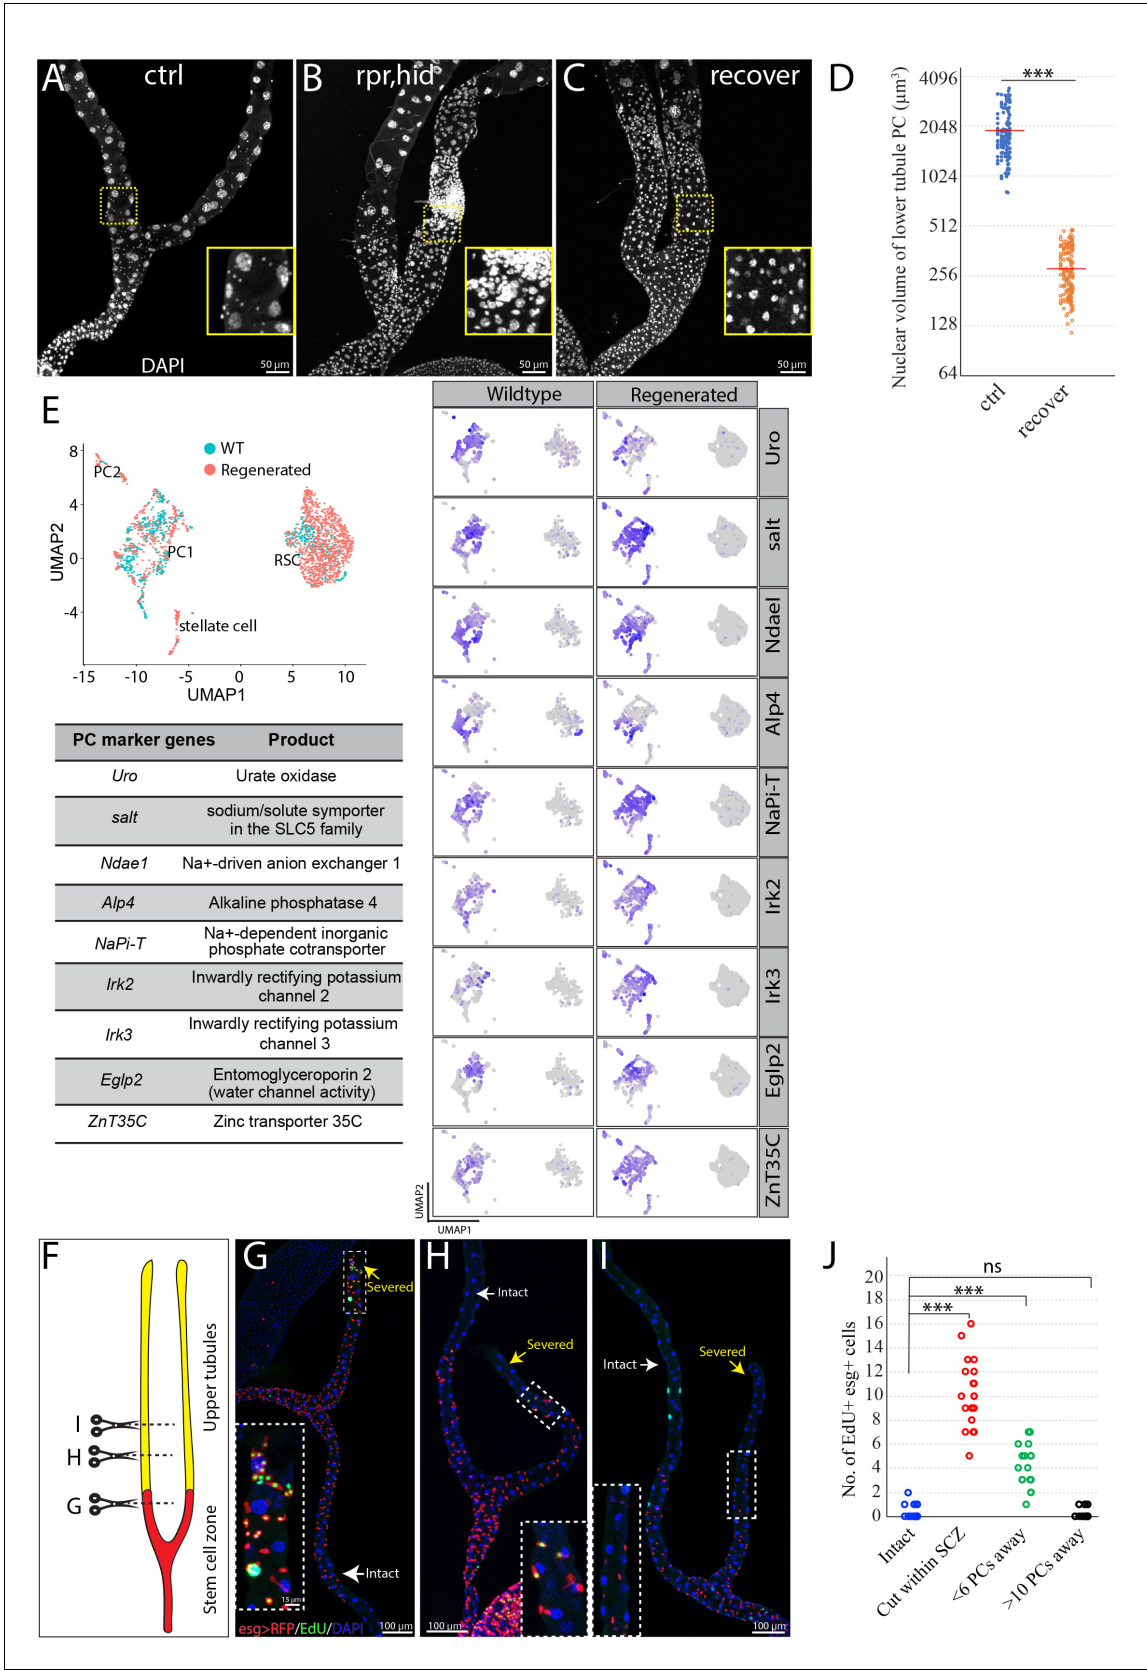 A
ctrl
B
rpr,hid
C
recover
D
DAPI
50 µm
50 µm
50 µm
Nuclear volume of lower tubule PC (µm³)
4096
2048
1024
512
256
128
64
***
ctrl
recover
E
WT
Regenerated
PC2
PC1
RSC
stellate cell
8
4
0
-4
UMAP2
-15
-10
-5
0
5
10
UMAP1
PC marker genes Product
Uro Urate oxidase
salt sodium/solute symporter
in the SLC5 family
Ndae1 Na+-driven anion exchanger 1
Alp4 Alkaline phosphatase 4
NaPi-T Na+-dependent inorganic
phosphate cotransporter
Irk2 Inwardly rectifying potassium
channel 2
Irk3 Inwardly rectifying potassium
channel 3
Eglp2 Entomoglyceroporin 2
(water channel activity)
ZnT35C Zinc transporter 35C
Wildtype
Regenerated
Uro
salt
Ndael
Alp4
NaPi-T
Irk2
Irk3
Eglp2
ZnT35C
UMAP2
UMAP1
F
I
H
G
Upper tubules
Stem cell zone
G
Severed
Intact
15 µm
esg>RFP/EdU/DAPI
100 µm
H
Intact
Severed
100 µm
I
Intact
Severed
100 µm
J
No. of EdU+ esg+ cells
20
18
16
14
12
10
8
6
4
2
0
ns
***
***
Intact
Cut within SCZ
<6 PCs away
>10 PCs away